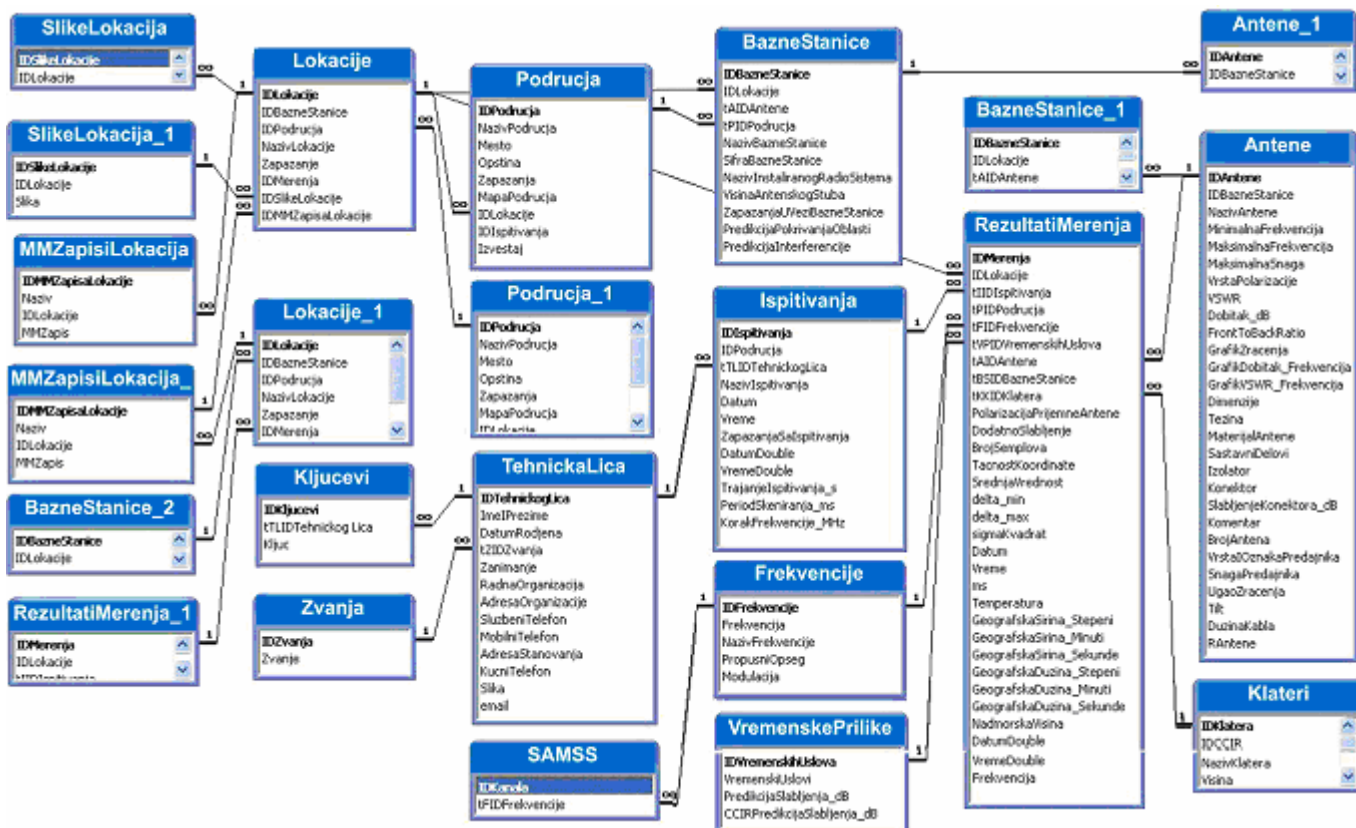 SlikeLokacija
IDSlikeLokacije
IDLokacije
SlikeLokacija_1
IDSlikeLokacije
IDLokacije
Slika
MMZapisiLokacija
IDMMZapisaLokacije
Naziv
IDLokacije
MMZapis
MMZapisiLokacija_
IDMMZapisaLokacije
Naziv
IDLokacije
MMZapis
BazneStanice_2
IDBazneStanice
IDLokacije
RezultatiMerenja_1
IDMerenja
IDLokacije
tIIDIspitivanja
Lokacije
IDLokacije
IDBazneStanice
IDPodrucja
NazivLokacije
Zapazanje
IDMerenja
IDSlikeLokacije
IDMMZapisaLokacije
Lokacije_1
IDLokacije
IDBazneStanice
IDPodrucja
NazivLokacije
Zapazanje
IDMerenja
Kljucevi
IDKljucevi
tTLIDTehnickog Lica
Kljuc
Zvanja
IDZvanja
Zvanje
Podrucja
IDPodrucja
NazivPodrucja
Mesto
Opstina
Zapazanja
MapaPodrucja
IDLokacije
IDIspitivanja
Izvestaj
Podrucja_1
IDPodrucja
NazivPodrucja
Mesto
Opstina
Zapazanja
MapaPodrucja
IDLokacije
TehnickaLica
IDTehnickogLica
ImeIPrezime
DatumRodjena
tZIDZvanja
Zanimanje
RadnaOrganizacija
AdresaOrganizacije
SluzbeniTelefon
MobilniTelefon
AdresaStanovanja
KucniTelefon
Slika
email
SAMSS
IDKanala
tFIDFrekvencije
BazneStanice
IDBazneStanice
IDLokacije
tAIDAntene
tPIDPodrucja
NazivBazneStanice
SifraBazneStanice
NazivInstaliranogRadioSistema
VisinaAntenskogStuba
ZapazanjaUVeziBazneStanice
PredikcijaPokrivanjaOblasti
PredikcijaInterferencije
Ispitivanja
IDIspitivanja
IDPodrucja
tTLIDTehnickogLica
NazivIspitivanja
Datum
Vreme
ZapazanjaSaIspitivanja
DatumDouble
VremeDouble
TrajanjeIspitivanja_s
PeriodSkeniranja_ms
KorakFrekvencije_MHz
Frekvencije
IDFrekvencije
Frekvencija
NazivFrekvencije
PropusniOpseg
Modulacija
VremenskePrilike
IDVremenskihUslova
VremenskiUslovi
PredikcijaSlabljenja_dB
CCIRPredikcijaSlabljenja_dB
Antene_1
IDAntene
IDBazneStanice
BazneStanice_1
IDBazneStanice
IDLokacije
tAIDAntene
RezultatiMerenja
IDMerenja
IDLokacije
tIIDIspitivanja
tPIDPodrucja
tFIDFrekvencije
tVPIDVremenskihUslova
tAIDAntene
tBSIDBazneStanice
tKXIDKlatera
PolarizacijaPrijemneAntene
DodatnoSlabljenje
BrojSemplova
TacnostKoordinate
SrednjaVrednost
delta_min
delta_max
sigmaKvadrat
Datum
Vreme
ms
Temperatura
GeografskaSirina_Stepeni
GeografskaSirina_Minuti
GeografskaSirina_Sekunde
GeografskaDuzina_Stepeni
GeografskaDuzina_Minuti
GeografskaDuzina_Sekunde
NadmorskaVisina
DatumDouble
VremeDouble
Frekvencija
Antene
IDAntene
IDBazneStanice
NazivAntene
MinimalnaFrekvencija
MaksimalnaFrekvencija
MaksimalnaSnaga
VrstaPolarizacije
VSWR
Dobitak_dB
FrontToBackRatio
GrafikZracenja
GrafikDobitak_Frekvencija
GrafikVSWR_Frekvencija
Dimenzije
Tezina
MaterijalAntene
SastavniDelovi
Izolator
Konektor
SlabljenjeKonektora_dB
Komentar
BrojAntena
VrstaIOznakaPredajnika
SnagaPredajnika
UgaoZracenja
Tilt
DuzinaKabla
RAntene
Klateri
IDKlatera
IDCCIR
NazivKlatera
Visina